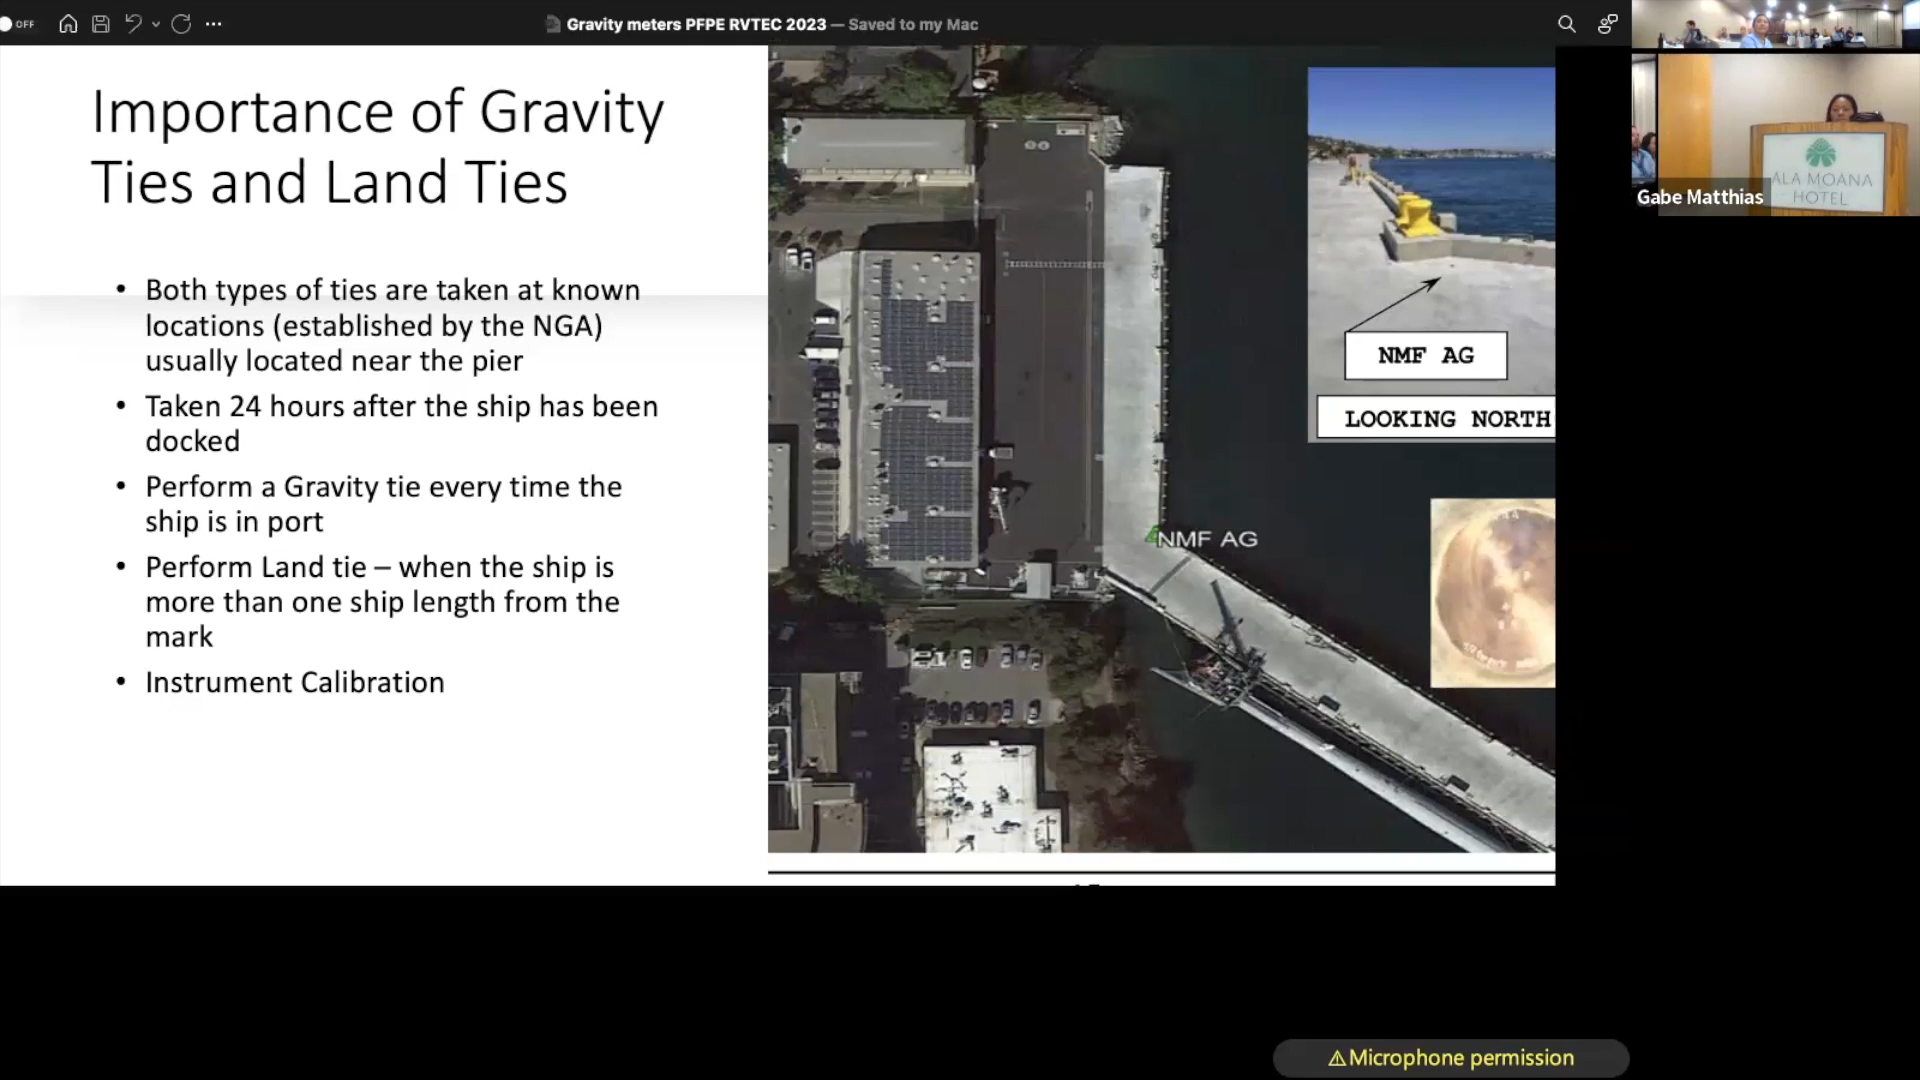 OFF
Gravity meters PFPE RVTEC 2023 — Saved to my Mac
Importance of Gravity
Ties and Land Ties
• Both types of ties are taken at known
locations (established by the NGA)
usually located near the pier
• Taken 24 hours after the ship has been
docked
• Perform a Gravity tie every time the
ship is in port
• Perform Land tie – when the ship is
more than one ship length from the
mark
• Instrument Calibration
NMF AG
LOOKING NORTH
NMF AG
ALA MOANA
HOTEL
Gabe Matthias
Microphone permission